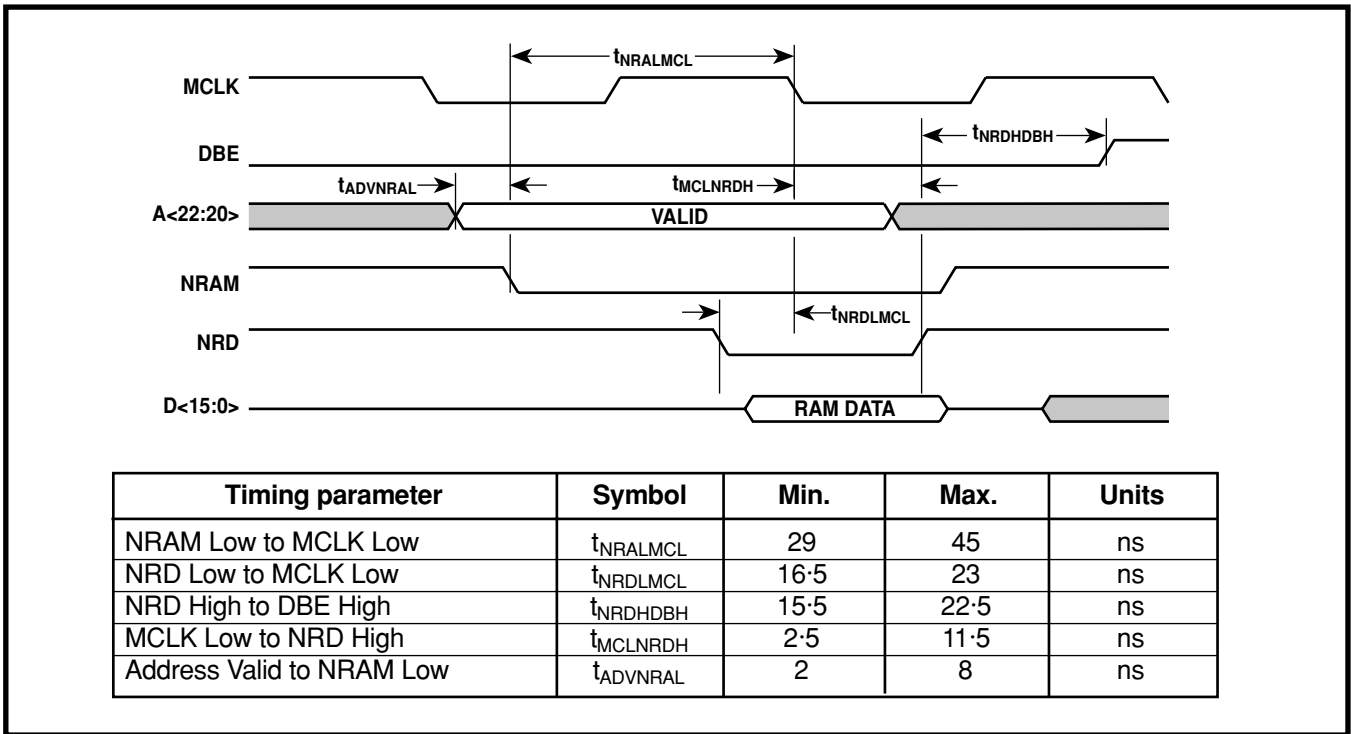 tNRALMCL
MCLK
tNRDHDBH
DBE
tADVNRAL
tMCLNRDH
A<22:20>
VALID
NRAM
tNRDLMCL
NRD
D<15:0>
RAM DATA
Timing parameter Symbol Min. Max. Units
NRAM Low to MCLK Low tNRALMCL 29 45 ns
NRD Low to MCLK Low tNRDLMCL 16·5 23 ns
NRD High to DBE High tNRDHDBH 15·5 22·5 ns
MCLK Low to NRD High tMCLNRDH 2·5 11·5 ns
Address Valid to NRAM Low tADVNRAL 2 8 ns